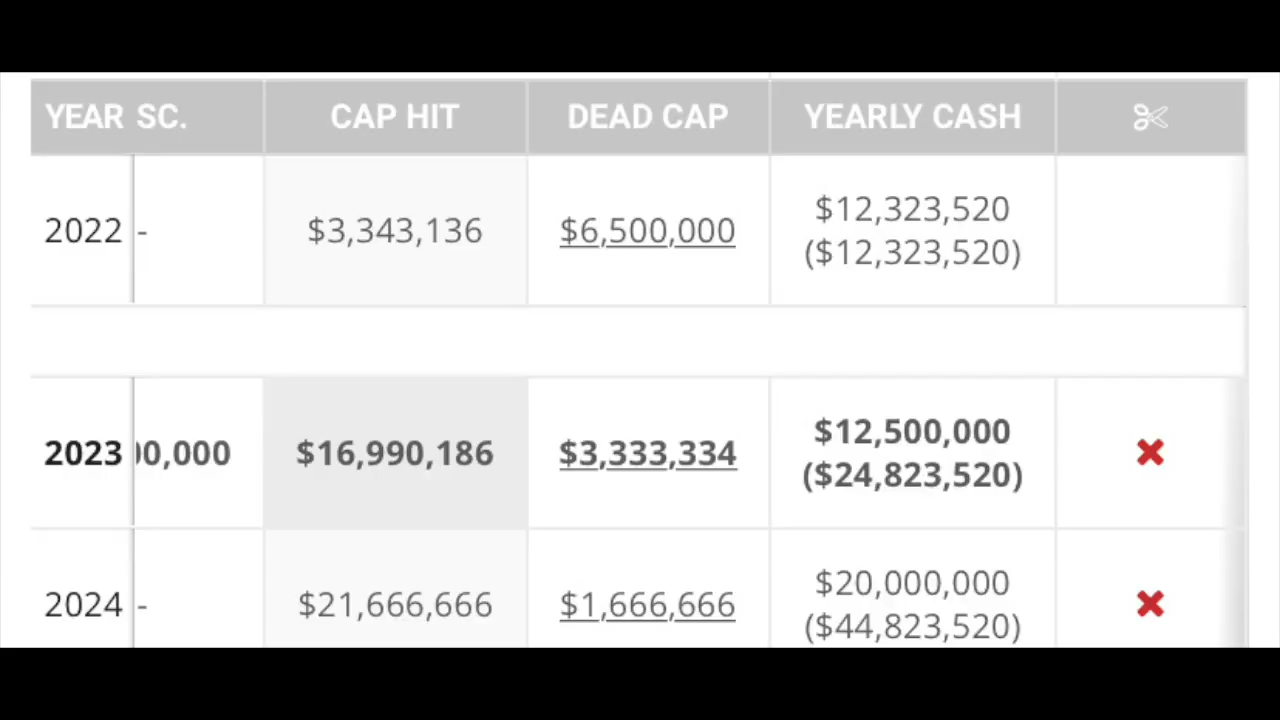 YEAR SC. CAP HIT DEAD CAP YEARLY CASH
2022 - $3,343,136 $6,500,000 $12,323,520
($12,323,520)
2023 00,000 $16,990,186 $3,333,334 $12,500,000
($24,823,520)
2024 - $21,666,666 $1,666,666 $20,000,000
($44,823,520)